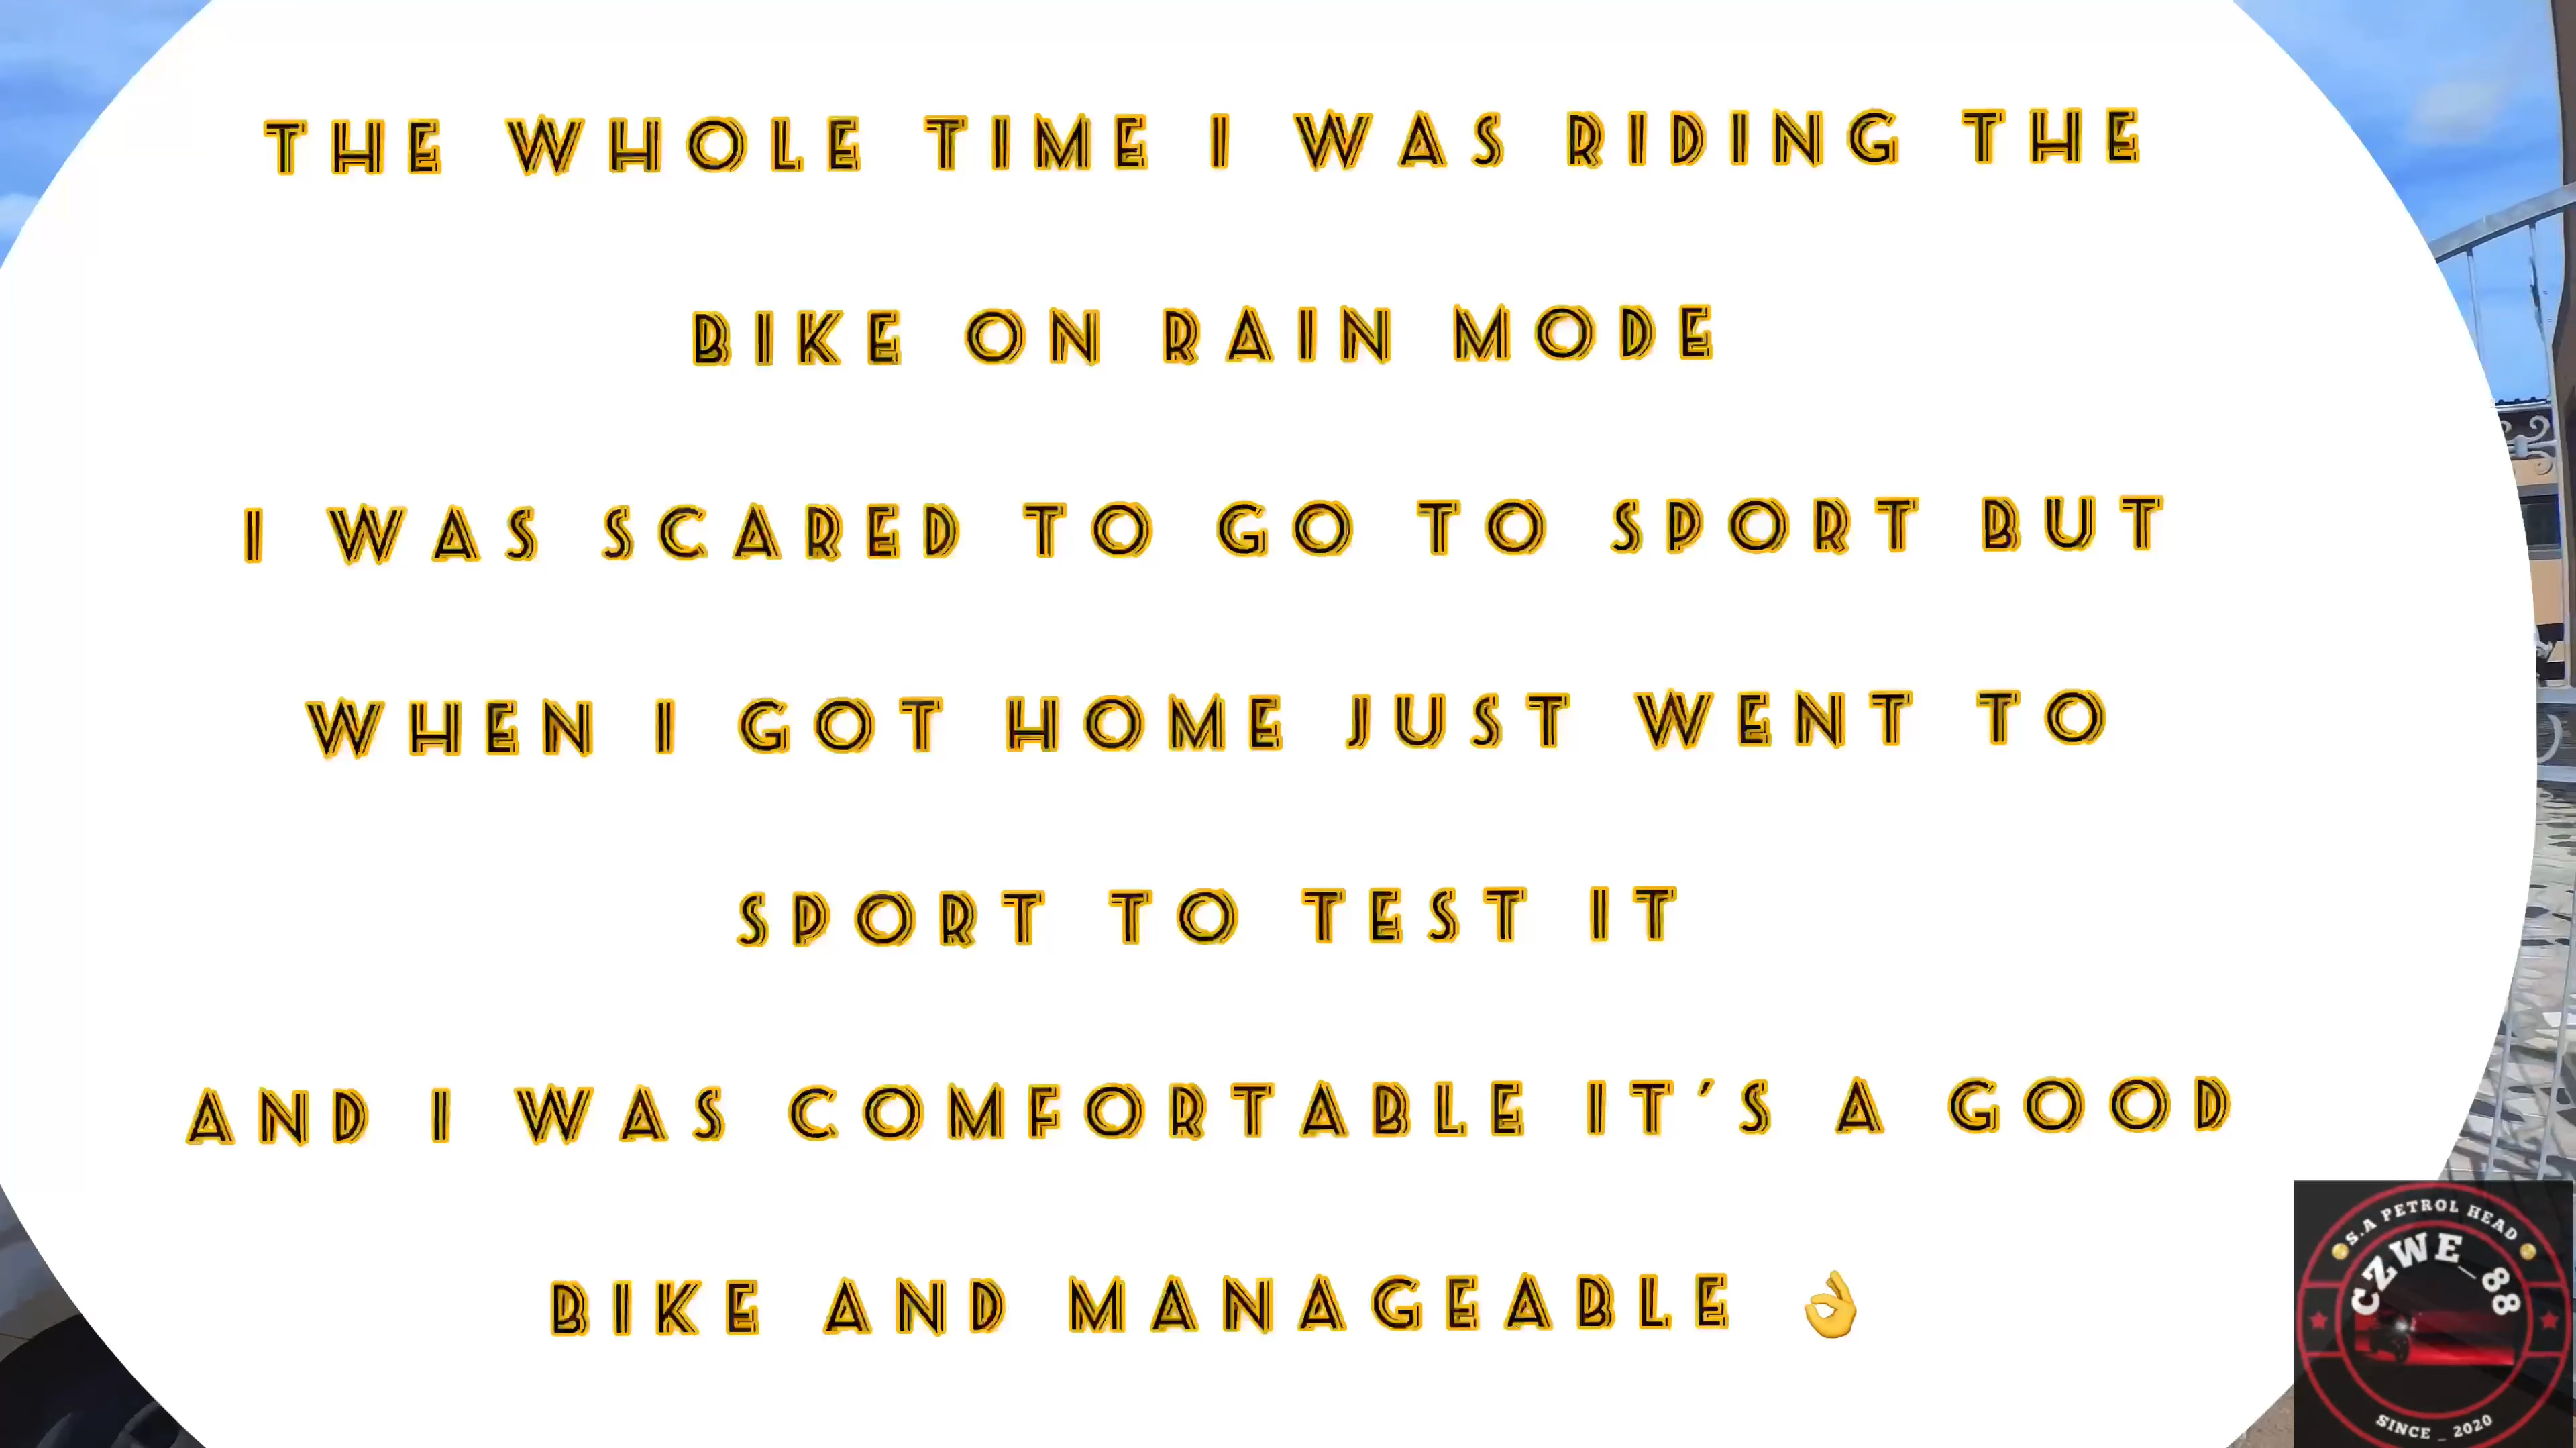 THE WHOLE TIME I WAS RIDING THE
BIKE ON RAIN MODE
I WAS SCARED TO GO TO SPORT BUT
WHEN I GOT HOME JUST WENT TO
SPORT TO TEST IT
AND I WAS COMFORTABLE IT'S A GOOD
BIKE AND MANAGEABLE 👌
S.A PETROL HEAD
CZWE_88
SINCE _ 2020